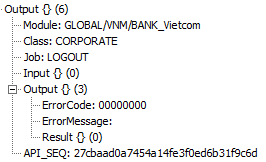 Output {} (6)
Module: GLOBAL/VNM/BANK_Vietcom
Class: CORPORATE
Job: LOGOUT
Input {} (0)
Output {} (3)
ErrorCode: 00000000
ErrorMessage:
Result {} (0)
API_SEQ: 27cbaad0a7454a14fe3f0ed6b31f9c6d